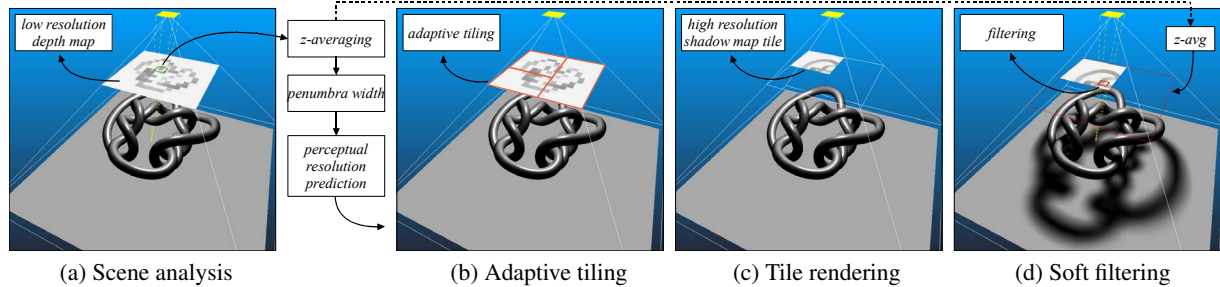 low resolution
depth map
z-averaging
penumbra width
perceptual
resolution
prediction
adaptive tiling
high resolution
shadow map tile
filtering
z-avg
(a) Scene analysis
(b) Adaptive tiling
(c) Tile rendering
(d) Soft filtering